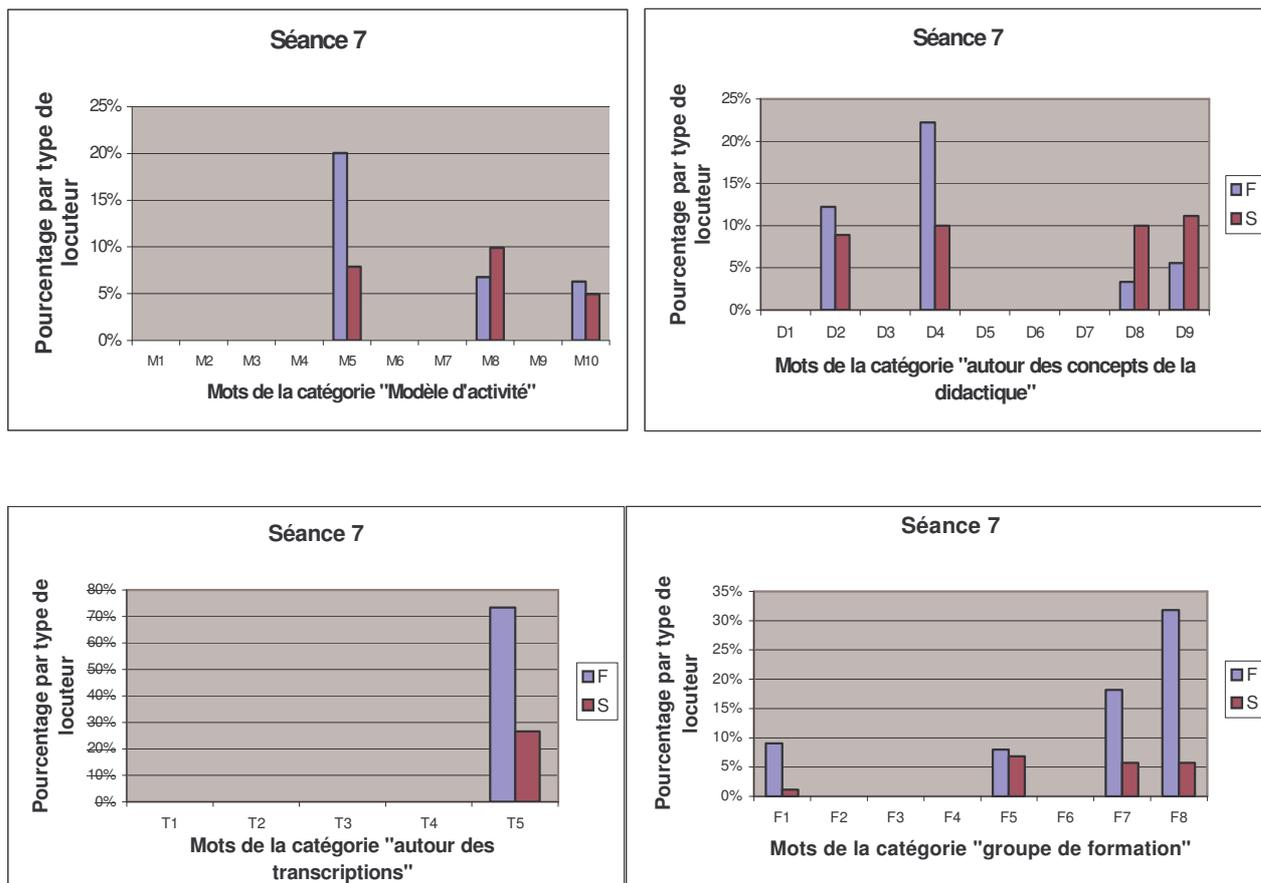 Séance 7
Pourcentage par type de
locuteur
25%
20%
15%
10%
5%
0%
M1 M2 M3 M4 M5 M6 M7 M8 M9 M10
Mots de la catégorie "Modèle d'activité"
Séance 7
Pourcentage par type de
locuteur
25%
20%
15%
10%
5%
0%
D1 D2 D3 D4 D5 D6 D7 D8 D9
Mots de la catégorie "autour des concepts de la
didactique"
F
S
Séance 7
Pourcentage par type de
locuteur
80%
70%
60%
50%
40%
30%
20%
10%
0%
T1 T2 T3 T4 T5
Mots de la catégorie "autour des
transcriptions"
F
S
Séance 7
Pourcentage par type de
locuteur
35%
30%
25%
20%
15%
10%
5%
0%
F1 F2 F3 F4 F5 F6 F7 F8
Mots de la catégorie "groupe de formation"
F
S